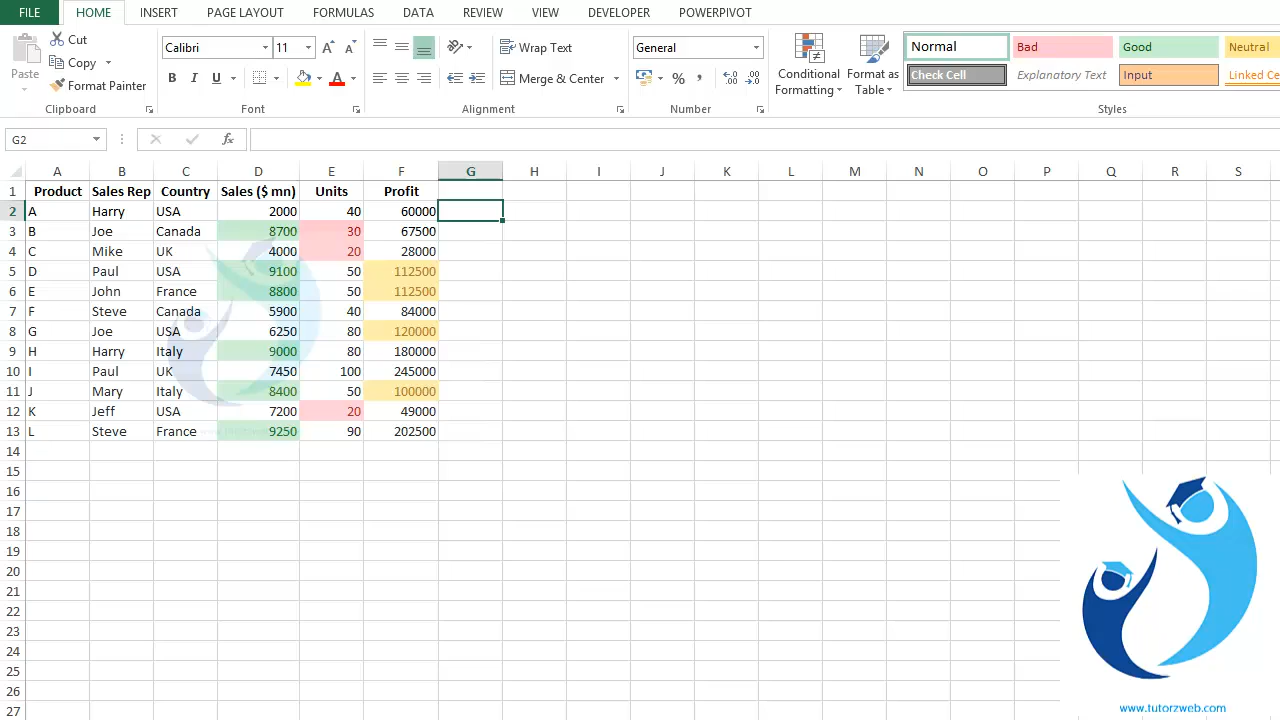 FILE HOME INSERT PAGE LAYOUT FORMULAS DATA REVIEW VIEW DEVELOPER POWERPIVOT
Paste
Cut
Copy
Format Painter
Clipboard
Calibri 11
B I U
Font
Wrap Text
Merge & Center
Alignment
General
%
Number
Conditional Formatting
Format as Table
Normal Bad Good Neutral
Check Cell Explanatory Text Input Linked Ce
Styles
G2 fx
A B C D E F G H I J K L M N O P Q R S
1 Product Sales Rep Country Sales ($ mn) Units Profit
2 A Harry USA 2000 40 60000
3 B Joe Canada 8700 30 67500
4 C Mike UK 4000 20 28000
5 D Paul USA 9100 50 112500
6 E John France 8800 50 112500
7 F Steve Canada 5900 40 84000
8 G Joe USA 6250 80 120000
9 H Harry Italy 9000 80 180000
10 I Paul UK 7450 100 245000
11 J Mary Italy 8400 50 100000
12 K Jeff USA 7200 20 49000
13 L Steve France 9250 90 202500
14
15
16
17
18
19
20
21
22
23
24
25
26
27
www.tutorzweb.com